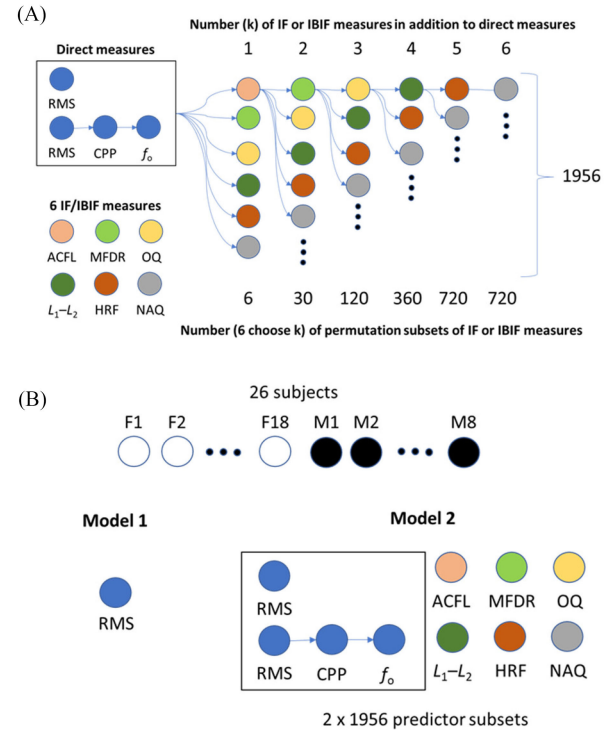 (A)
Number (k) of IF or IBIF measures in addition to direct measures
Direct measures
1 2 3 4 5 6
RMS
RMS CPP fo
1956
6 IF/IBIF measures
ACFL MFDR OQ
L1–L2 HRF NAQ
6 30 120 360 720 720
Number (6 choose k) of permutation subsets of IF or IBIF measures
(B)
26 subjects
F1 F2 F18 M1 M2 M8
Model 1
RMS
Model 2
RMS
RMS CPP fo
ACFL MFDR OQ
L1–L2 HRF NAQ
2 x 1956 predictor subsets